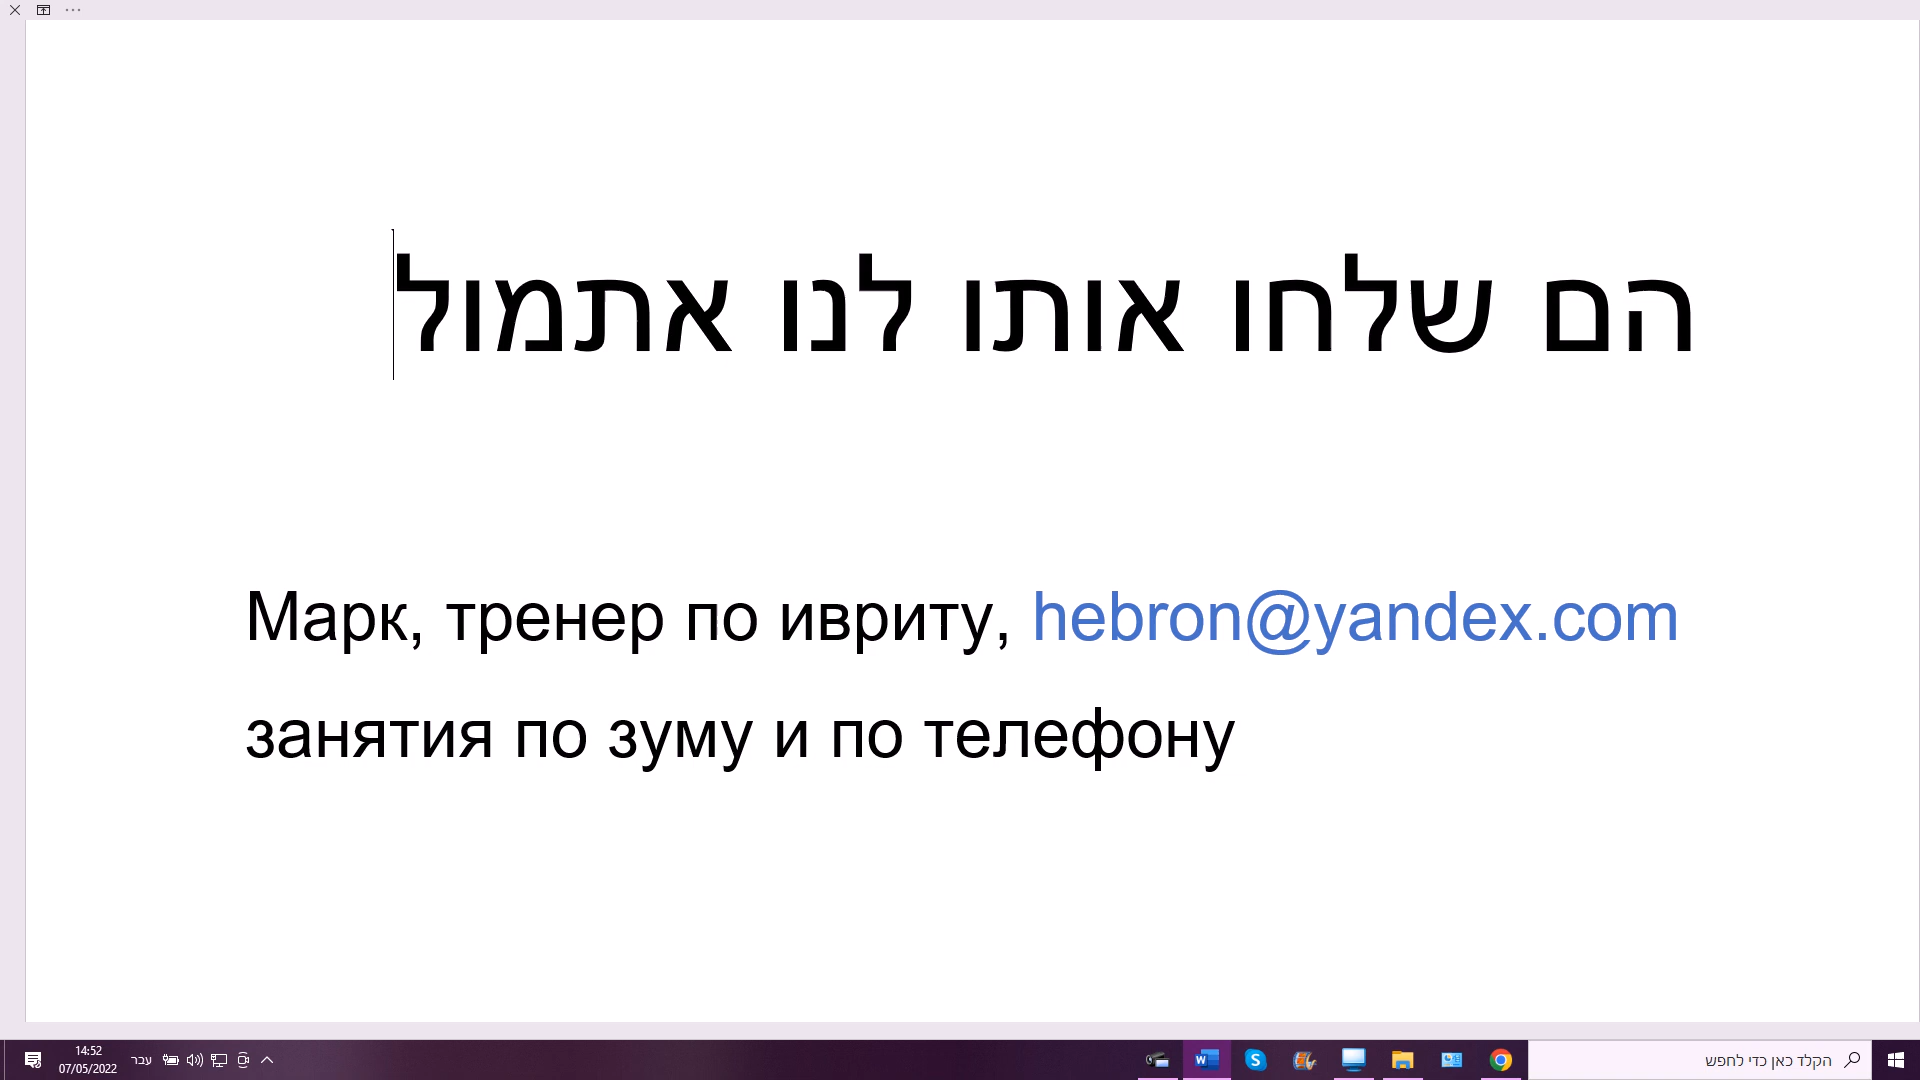 הם שלחו אותו לנו אתמול
Марк, тренер по ивриту, hebron@yandex.com
занятия по зуму и по телефону
14:52
07/05/2022
עבר
הקלד כאן כדי לחפש